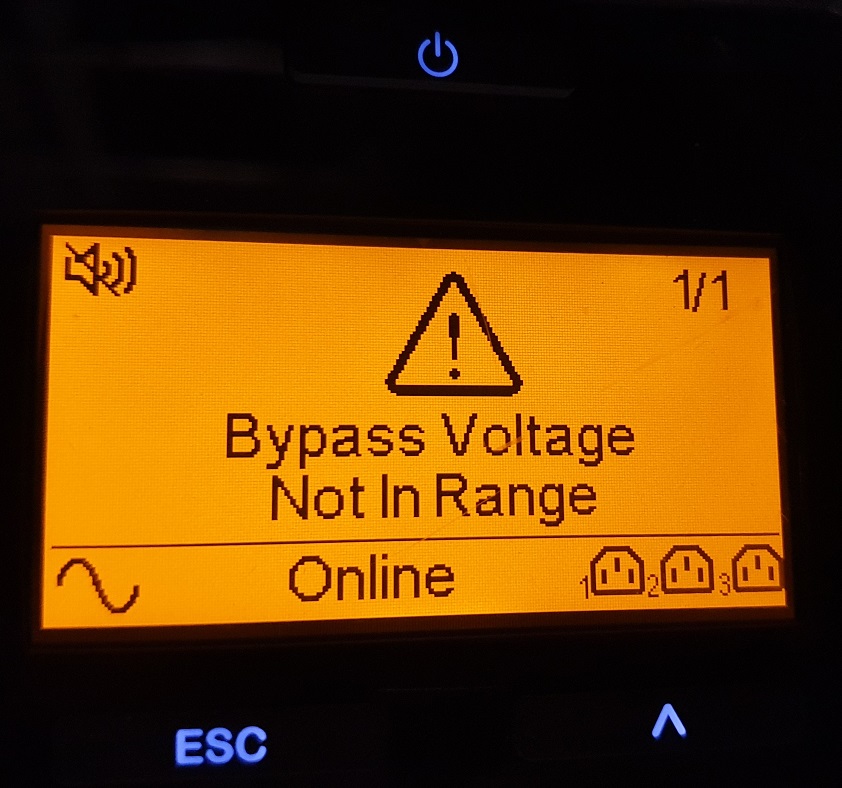 1/1
Bypass Voltage
Not In Range
Online 1 2 3
ESC